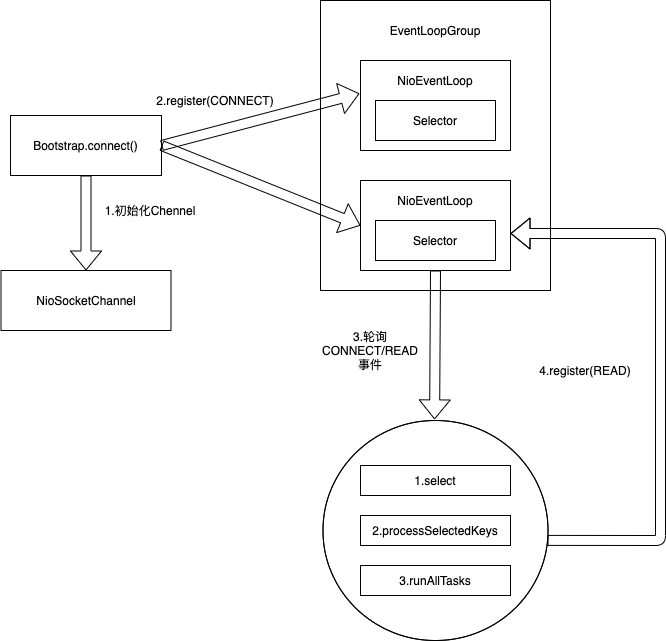 EventLoopGroup
NioEventLoop
Selector
2.register(CONNECT)
Bootstrap.connect()
1.初始化Chennel
NioSocketChannel
NioEventLoop
Selector
3.轮询
CONNECT/READ
事件
4.register(READ)
1.select
2.processSelectedKeys
3.runAllTasks